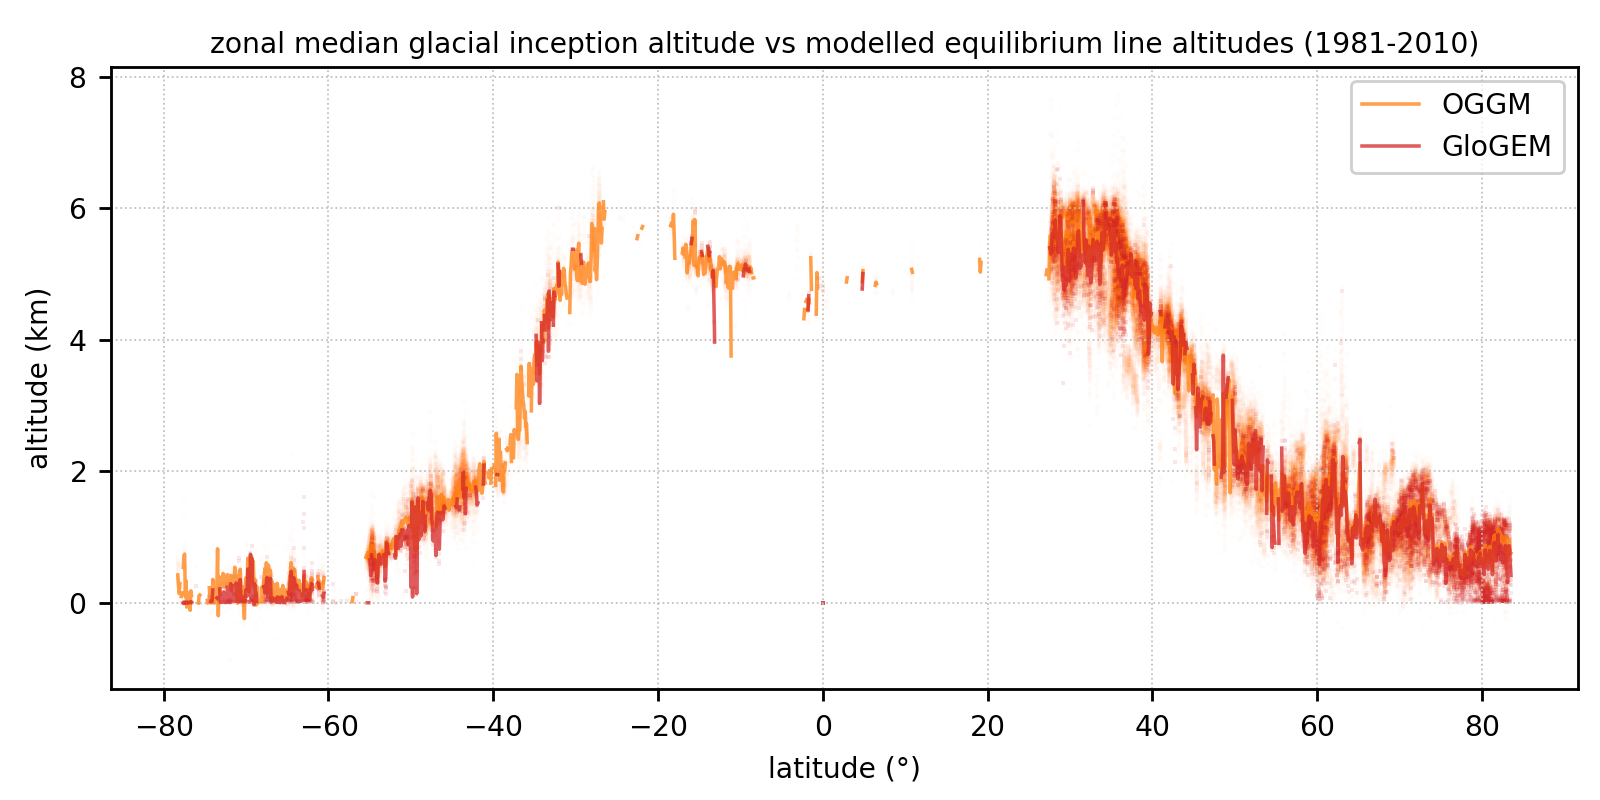 zonal median glacial inception altitude vs modelled equilibrium line altitudes (1981-2010)
OGGM
GloGEM
8
6
4
2
0
altitude (km)
−80 −60 −40 −20 0 20 40 60 80
latitude (°)